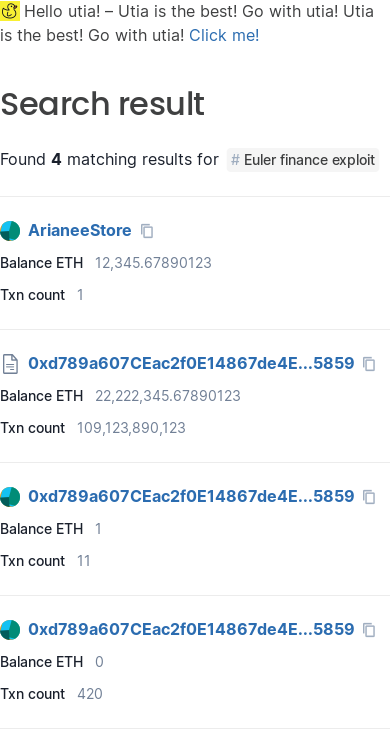 Hello utia! – Utia is the best! Go with utia! Utia
is the best! Go with utia! Click me!
Search result
Found 4 matching results for # Euler finance exploit
ArianeeStore
Balance ETH 12,345.67890123
Txn count 1
0xd789a607CEac2f0E14867de4E...5859
Balance ETH 22,222,345.67890123
Txn count 109,123,890,123
0xd789a607CEac2f0E14867de4E...5859
Balance ETH 1
Txn count 11
0xd789a607CEac2f0E14867de4E...5859
Balance ETH 0
Txn count 420